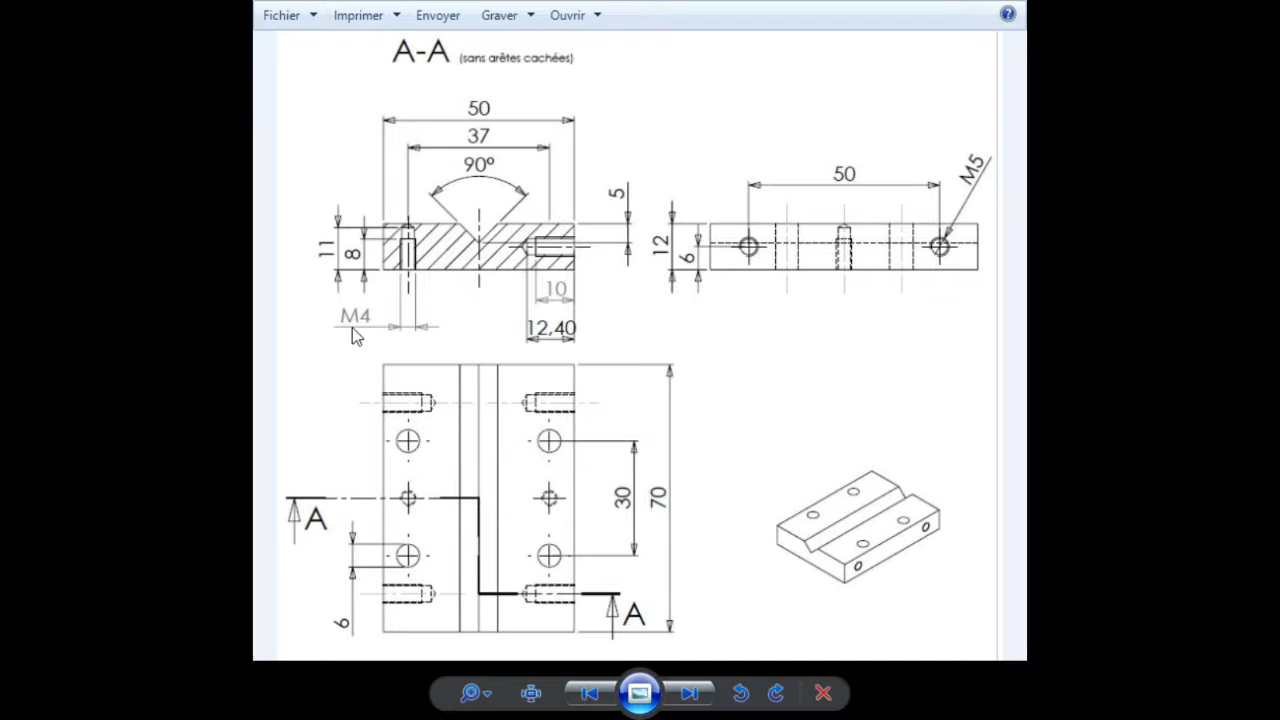 Fichier Imprimer Envoyer Graver Ouvrir ?
A-A (sans arêtes cachées)
50
37
90°
5
50
M5
11
8
12
6
10
M4
12,40
30
70
A
A
6